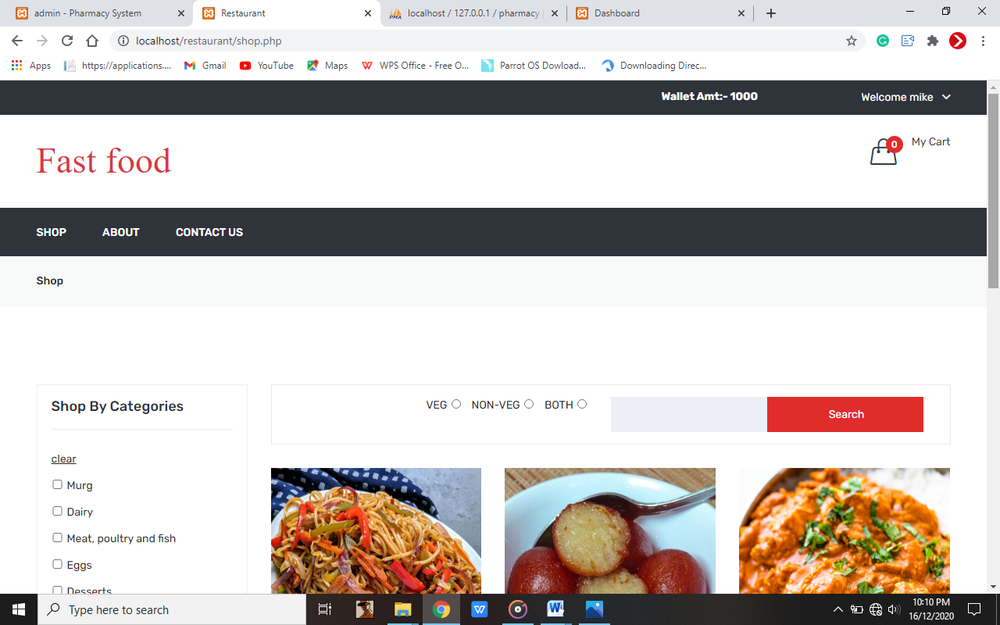 admin - Pharmacy System
Restaurant
PMA localhost / 127.0.0.1 / pharmacy
Dashboard
localhost/restaurant/shop.php
Apps
https://applications....
Gmail
YouTube
Maps
WPS Office - Free O...
Parrot OS Dowload...
Downloading Direc...
Wallet Amt:- 1000
Welcome mike
Fast food
0
My Cart
SHOP
ABOUT
CONTACT US
Shop
Shop By Categories
VEG
NON-VEG
BOTH
Search
clear
Murg
Dairy
Meat, poultry and fish
Eggs
Desserts
Type here to search
10:10 PM
16/12/2020